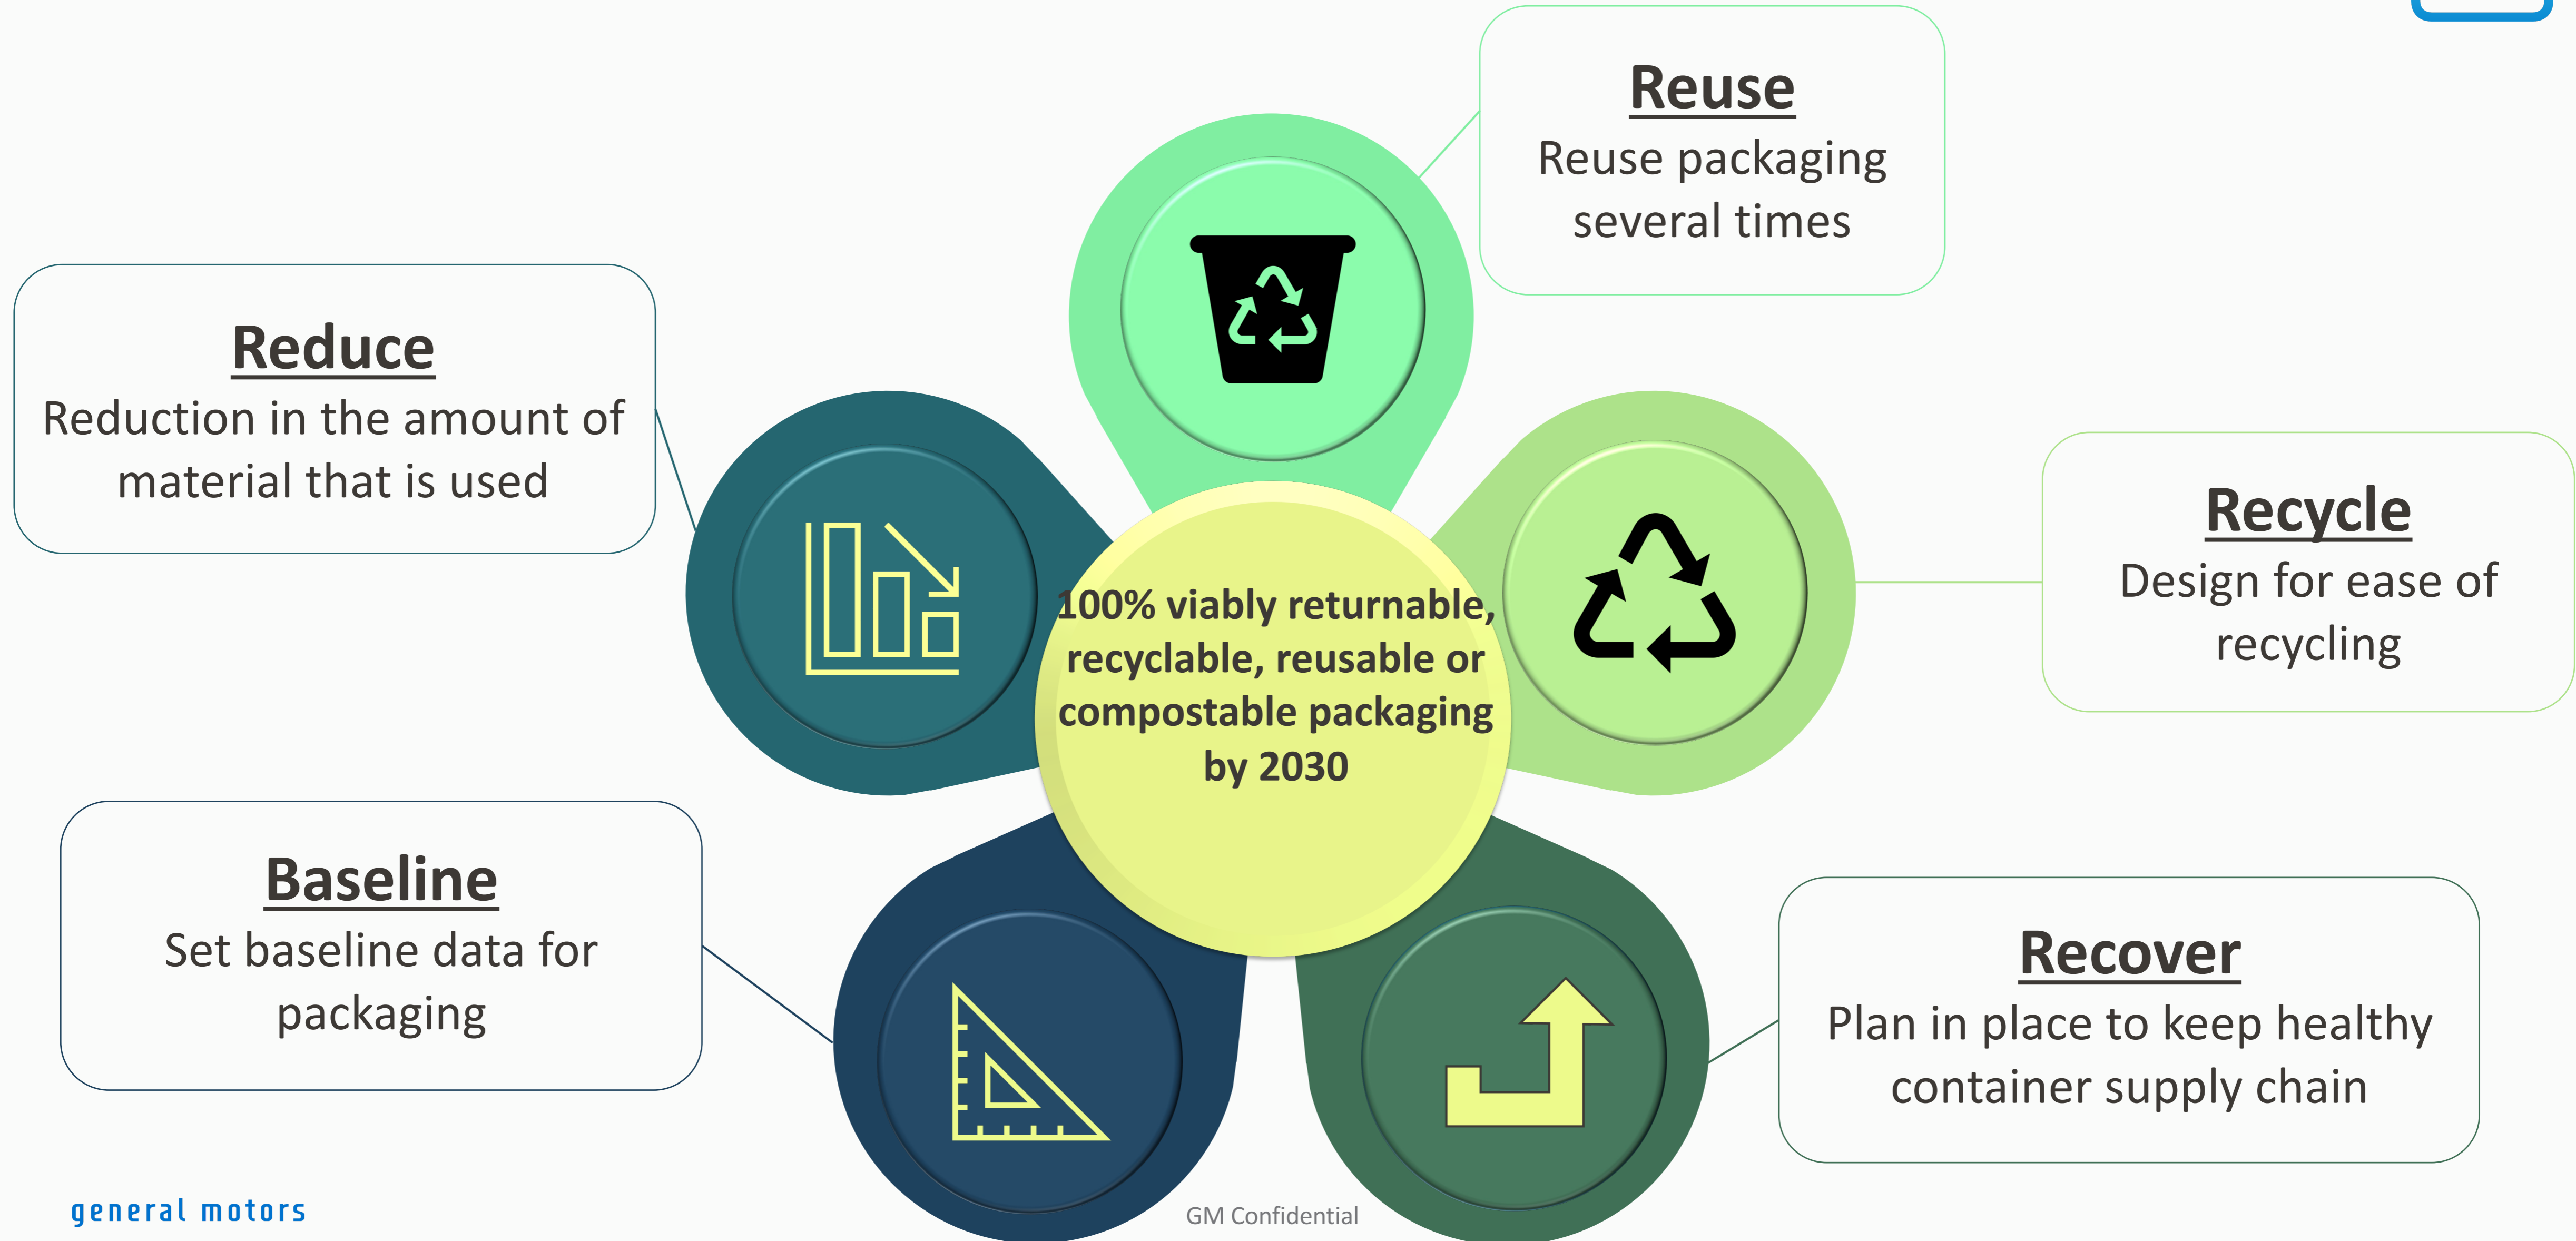 Reuse
Reuse packaging
several times
Reduce
Reduction in the amount of
material that is used
Recycle
Design for ease of
recycling
100% viably returnable,
recyclable, reusable or
compostable packaging
by 2030
Baseline
Set baseline data for
packaging
Recover
Plan in place to keep healthy
container supply chain
general motors
GM Confidential